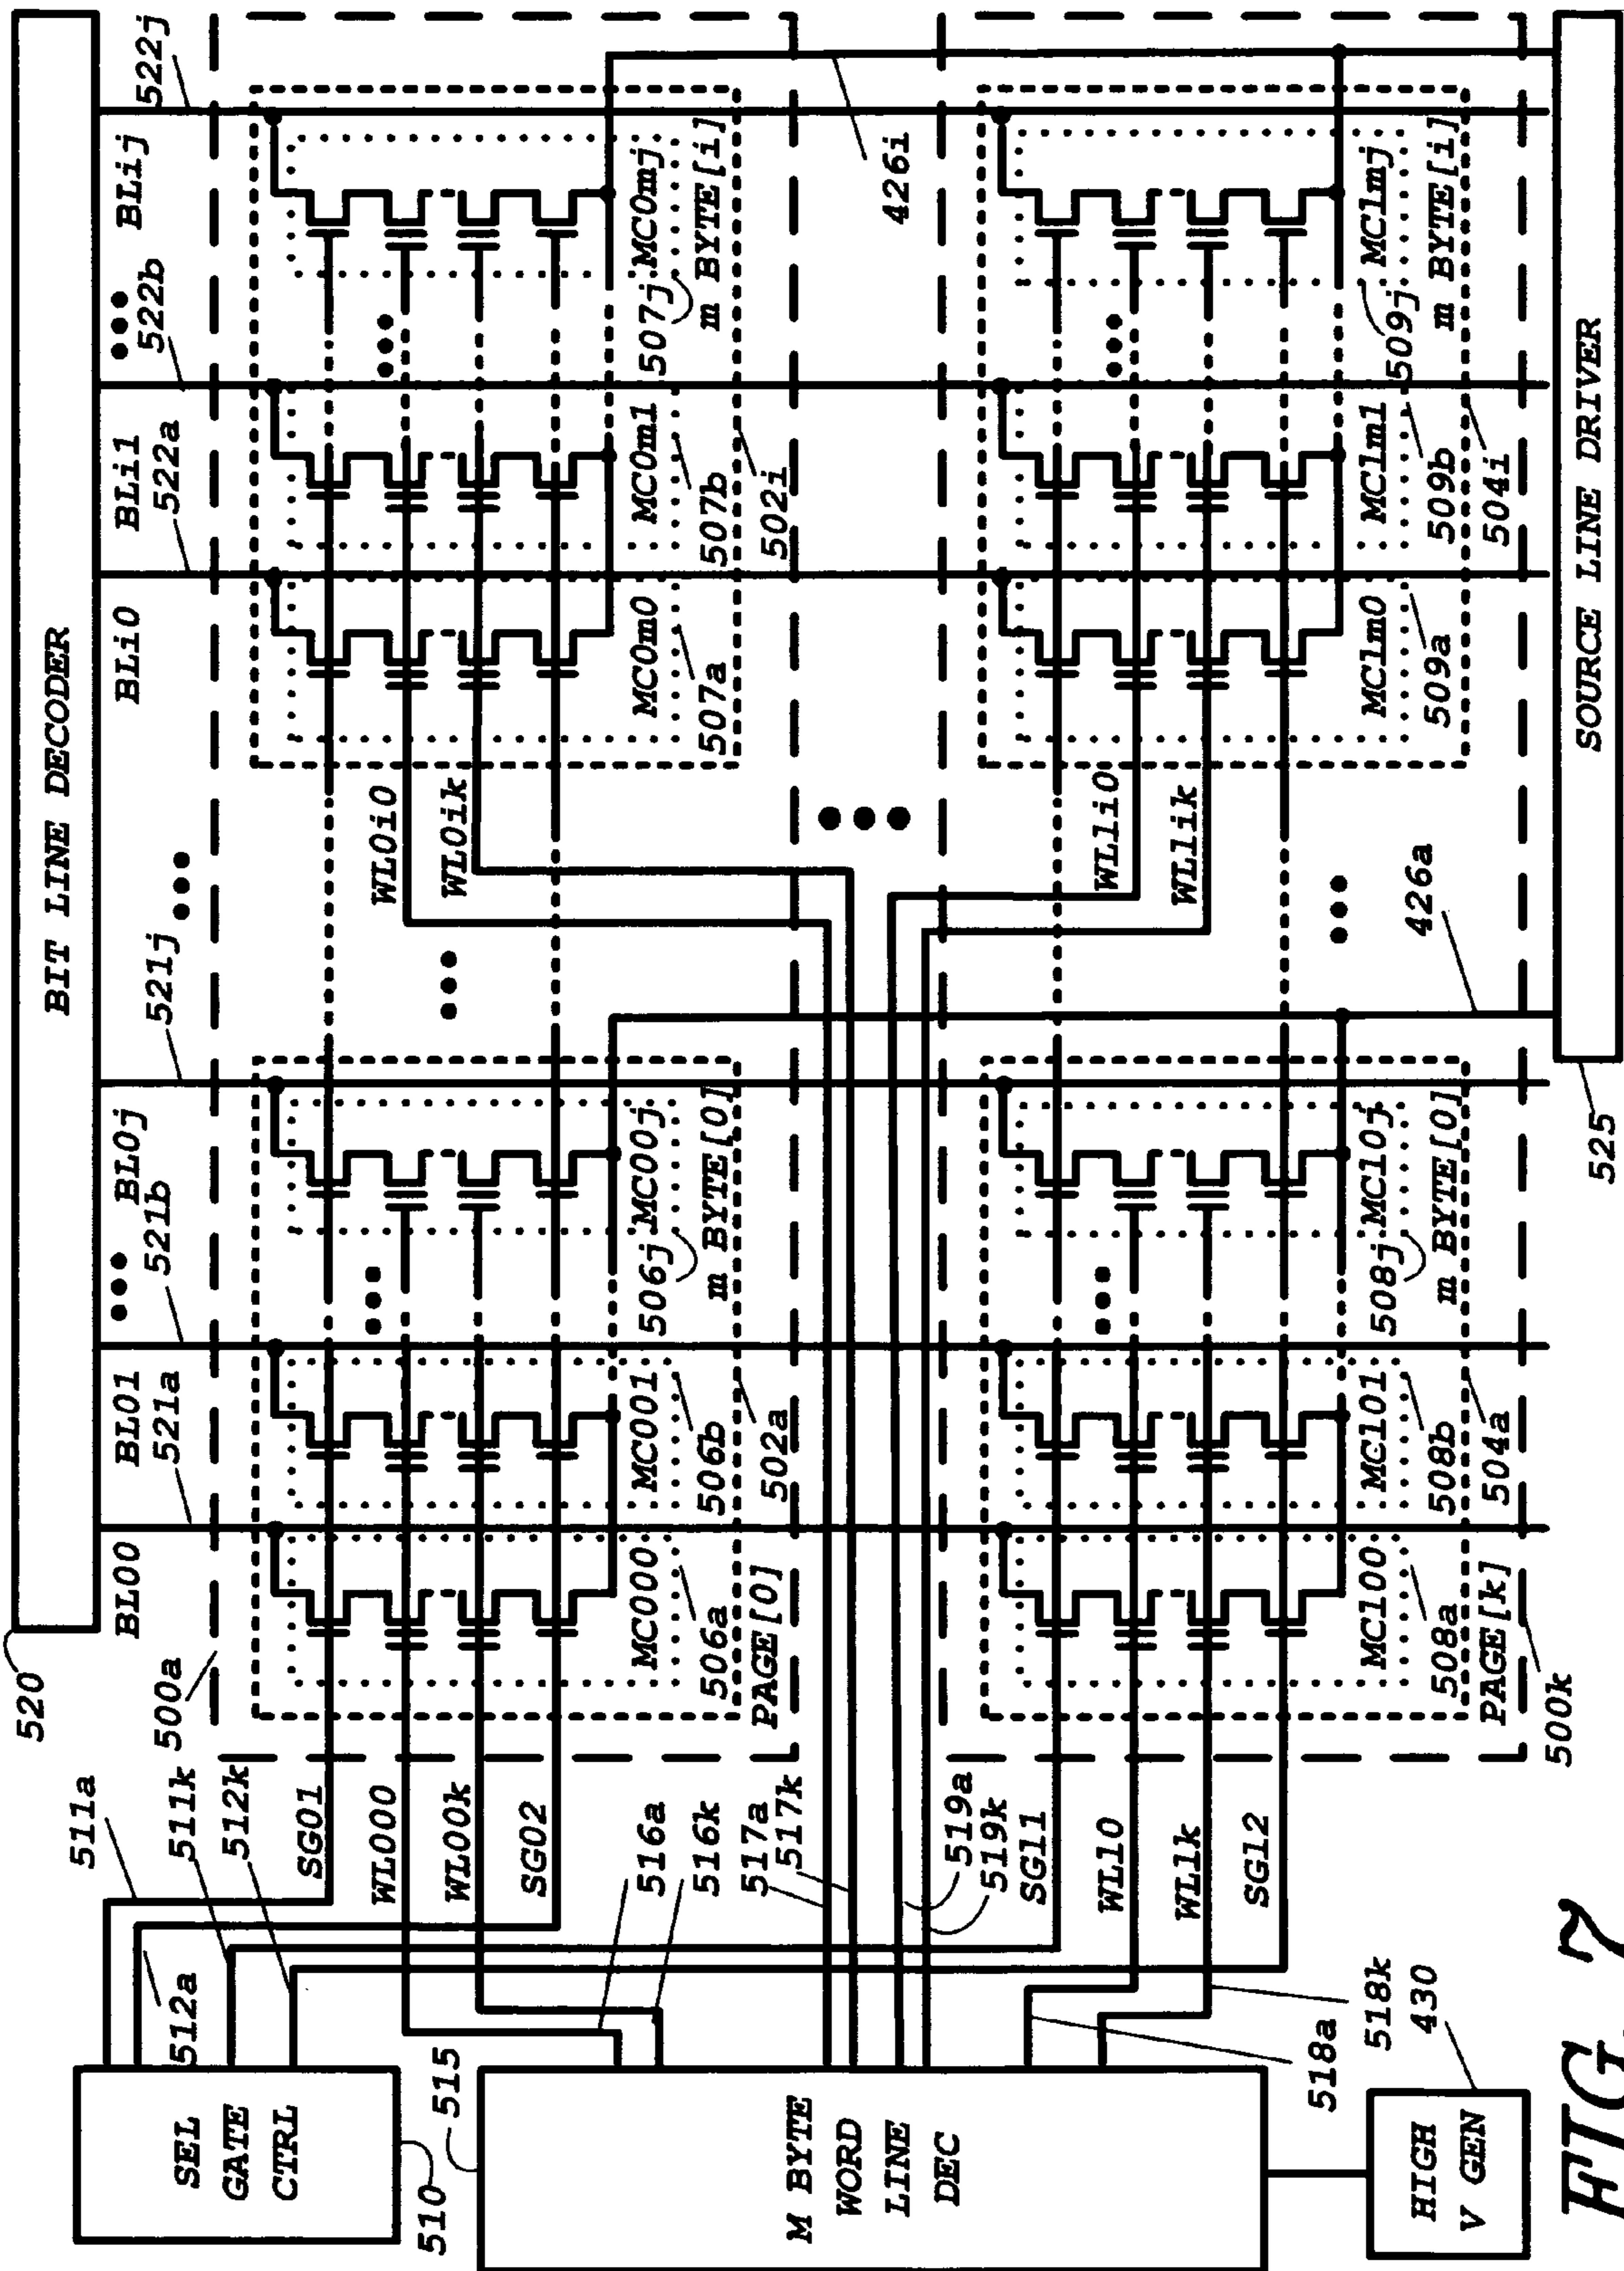 520
BIT LINE DECODER
BL00
521a
BL01
521b
•••
BL0j
521j
•••
BLi0
522a
BLi1
522b
•••
BLij
522j
500a
511a
512a
511k
512k
SEL
GATE
CTRL
510
SG01
WL000
WL00k
SG02
516a
516k
517a
517k
519a
519k
MC000
506a
MC001
506b
506j
MC00j
m BYTE[0]
502a
PAGE[0]
WL0i0
WL0ik
MC0m0
507a
MC0m1
507b
507j
MC0mj
m BYTE[i]
502i
426i
515
M BYTE
WORD
LINE
DEC
SG11
WL10
WL1k
SG12
518a
518k
MC100
508a
MC101
508b
508j
MC10j
m BYTE[0]
504a
PAGE[k]
500k
WL1i0
WL1ik
426a
MC1m0
509a
MC1m1
509b
509j
MC1mj
m BYTE[i]
504i
430
HIGH
V GEN
525
SOURCE LINE DRIVER
FIG. 7